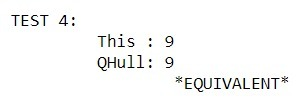 TEST 4:
This : 9
QHull: 9
*EQUIVALENT*